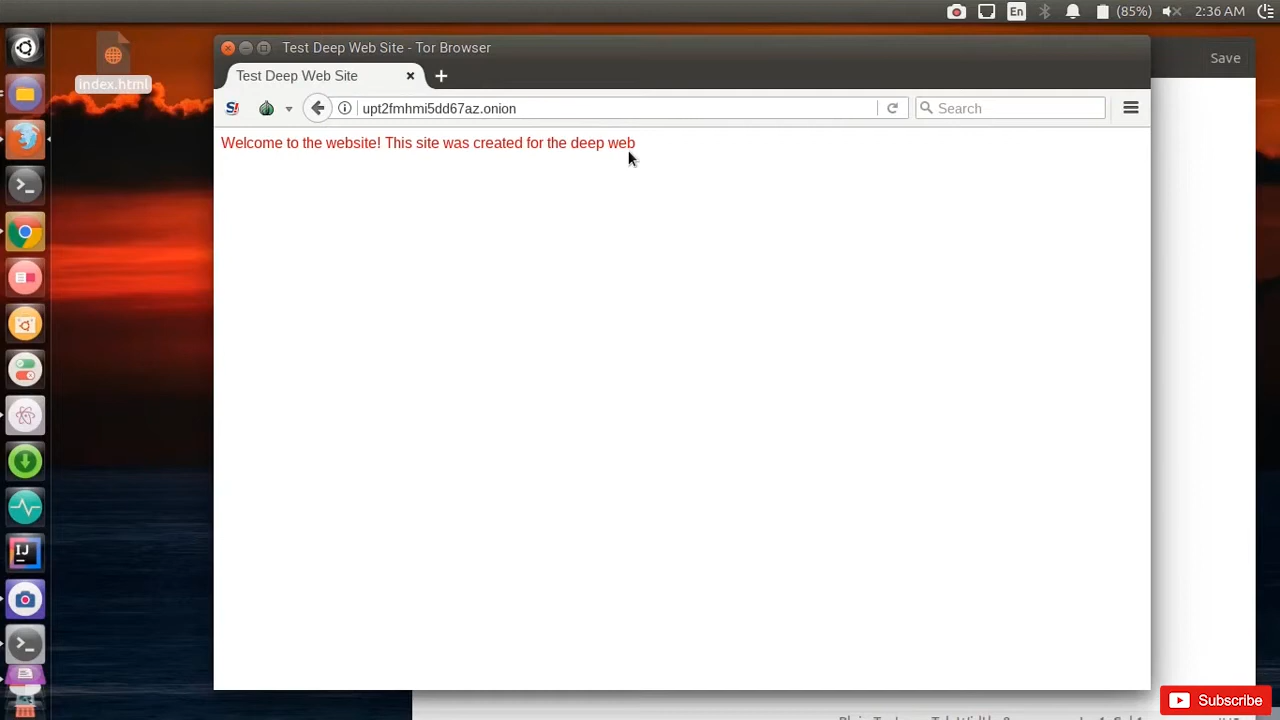 En
(85%)
2:36 AM
index.html
Test Deep Web Site - Tor Browser
Save
Test Deep Web Site
upt2fmhmi5dd67az.onion
Search
Welcome to the website! This site was created for the deep web
IJ
Subscribe